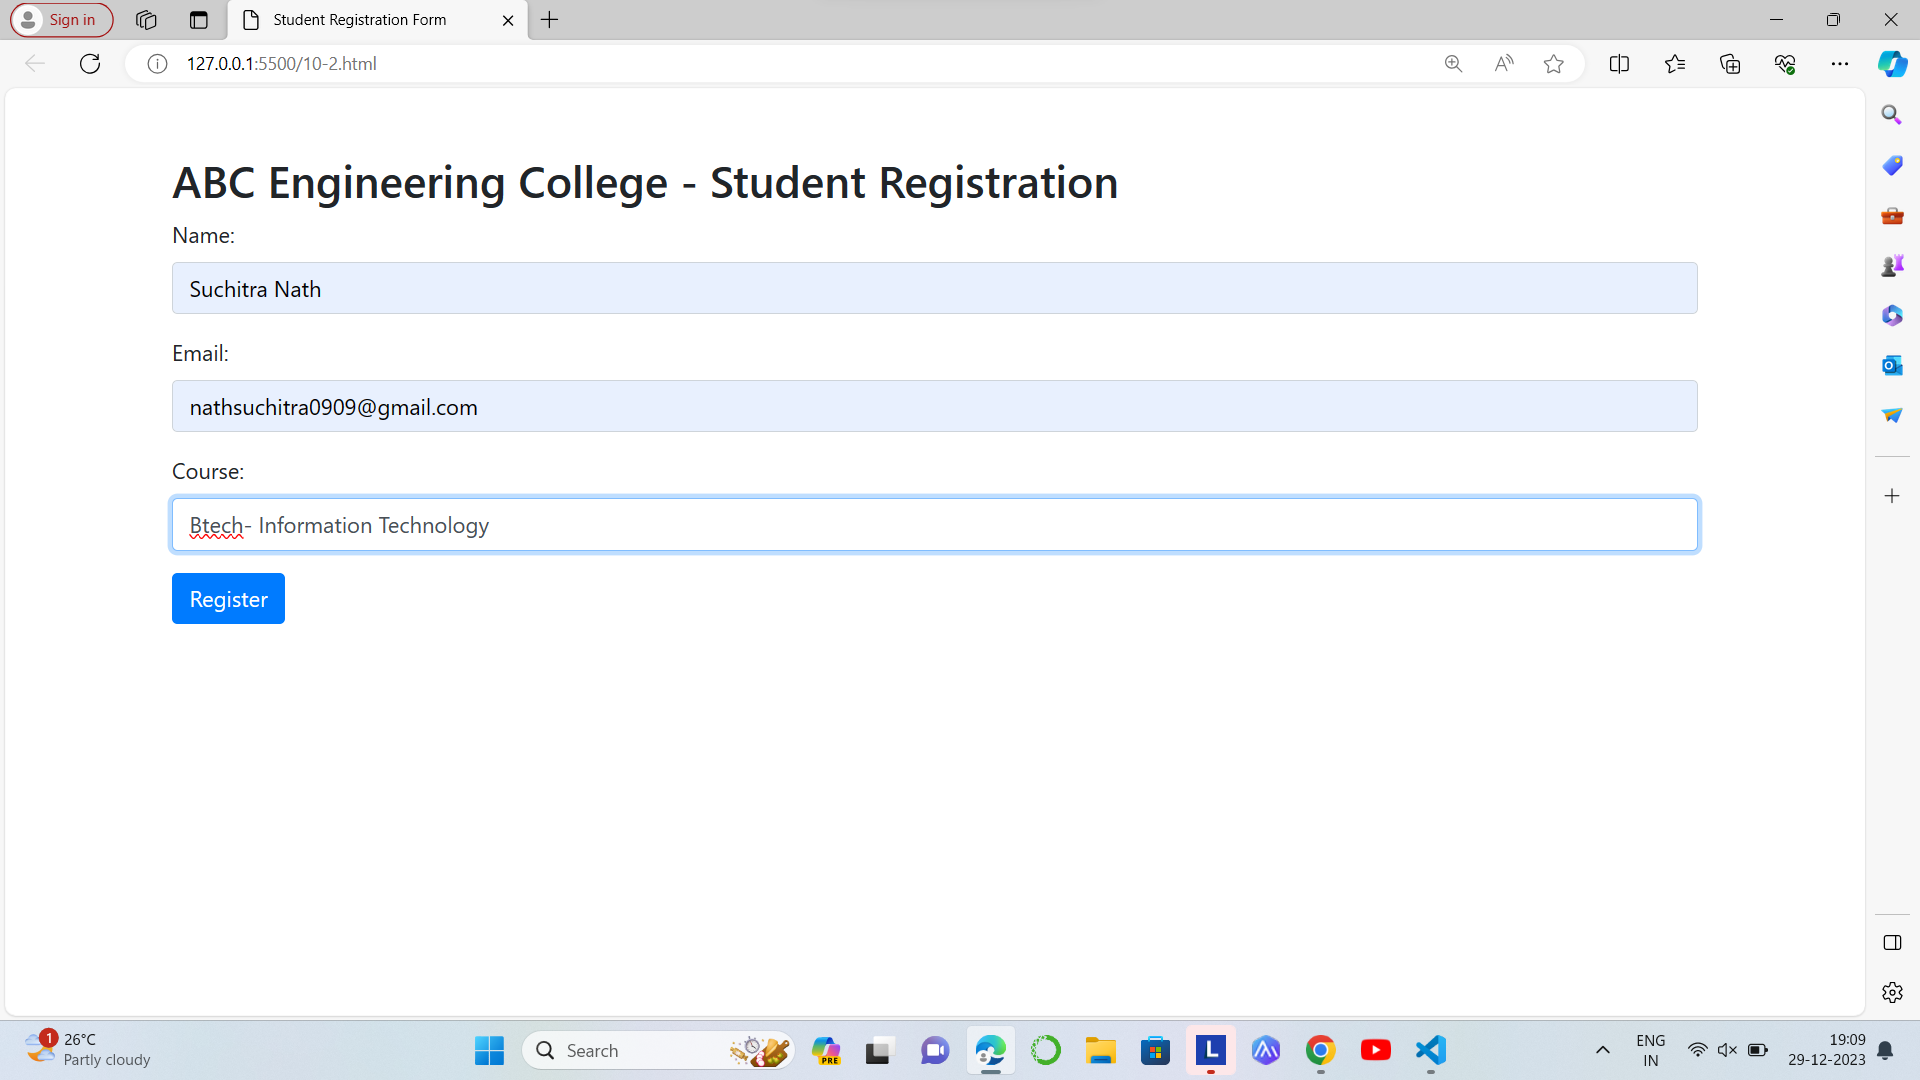 Sign in
Student Registration Form
127.0.0.1:5500/10-2.html
ABC Engineering College - Student Registration
Name:
Suchitra Nath
Email:
nathsuchitra0909@gmail.com
Course:
Btech- Information Technology
Register
1
26°C
Partly cloudy
Search
PRE
L
ENG
IN
19:09
29-12-2023